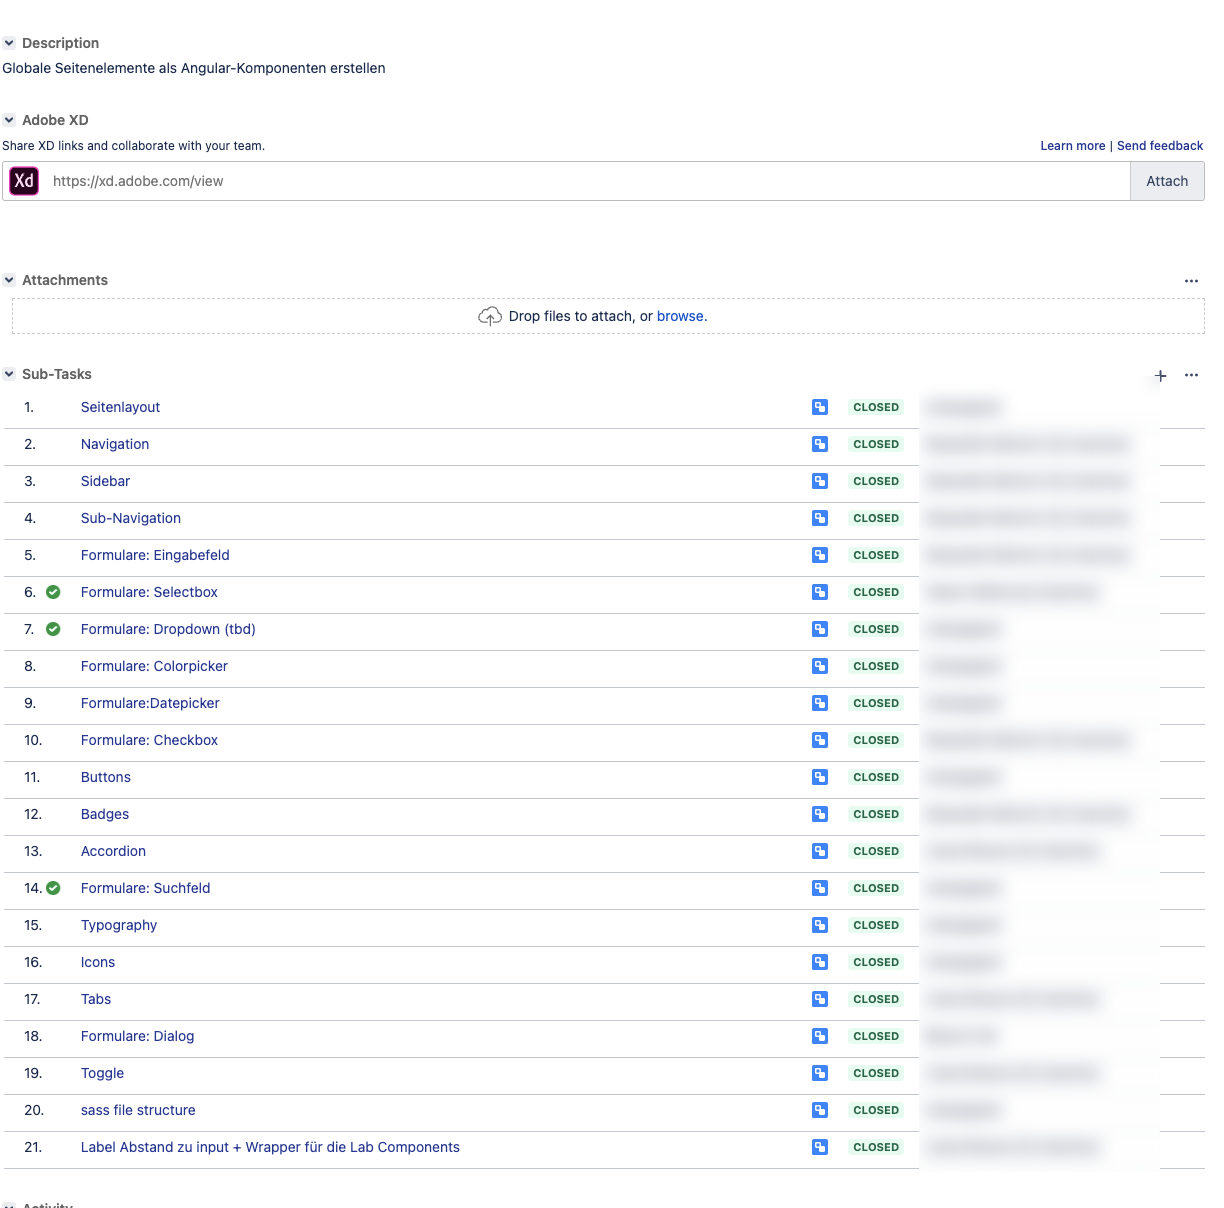 Description
Globale Seitenelemente als Angular-Komponenten erstellen
Adobe XD
Share XD links and collaborate with your team.
Learn more | Send feedback
Xd https://xd.adobe.com/view Attach
Attachments
Drop files to attach, or browse.
Sub-Tasks
1. Seitenlayout CLOSED
2. Navigation CLOSED
3. Sidebar CLOSED
4. Sub-Navigation CLOSED
5. Formulare: Eingabefeld CLOSED
6. Formulare: Selectbox CLOSED
7. Formulare: Dropdown (tbd) CLOSED
8. Formulare: Colorpicker CLOSED
9. Formulare:Datepicker CLOSED
10. Formulare: Checkbox CLOSED
11. Buttons CLOSED
12. Badges CLOSED
13. Accordion CLOSED
14. Formulare: Suchfeld CLOSED
15. Typography CLOSED
16. Icons CLOSED
17. Tabs CLOSED
18. Formulare: Dialog CLOSED
19. Toggle CLOSED
20. sass file structure CLOSED
21. Label Abstand zu input + Wrapper für die Lab Components CLOSED
Activity